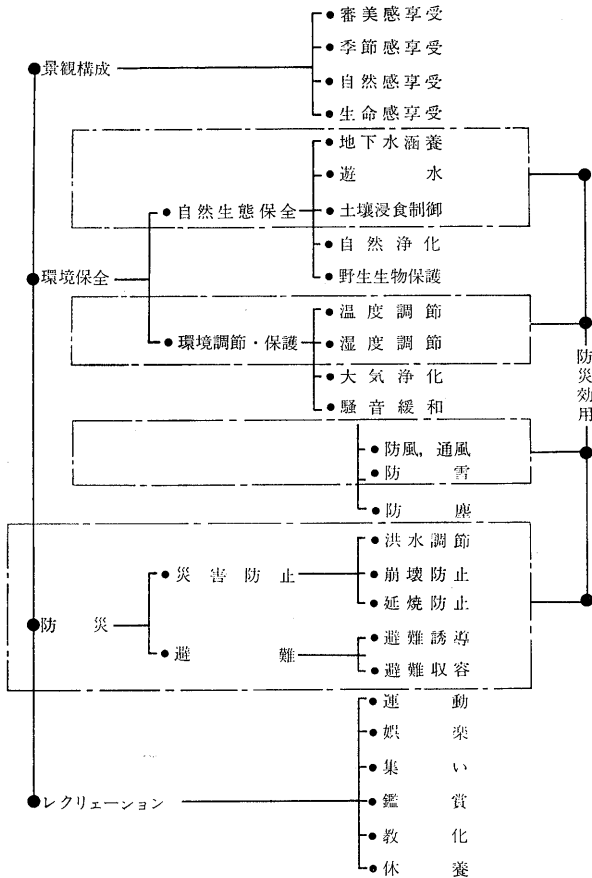 審美感享受
季節感享受
景観構成
自然感享受
生命感享受
地下水涵養
遊水
自然生態保全
土壌浸食制御
自然浄化
環境保全
野生生物保護
温度調節
環境調節・保護
湿度調節
大気浄化
騒音緩和
防災効用
防風,通風
防雪
防塵
洪水調節
災害防止
崩壊防止
延焼防止
防災
避難
避難誘導
避難収容
運動
娯楽
集い
レクリェーション
鑑賞
教化
休養